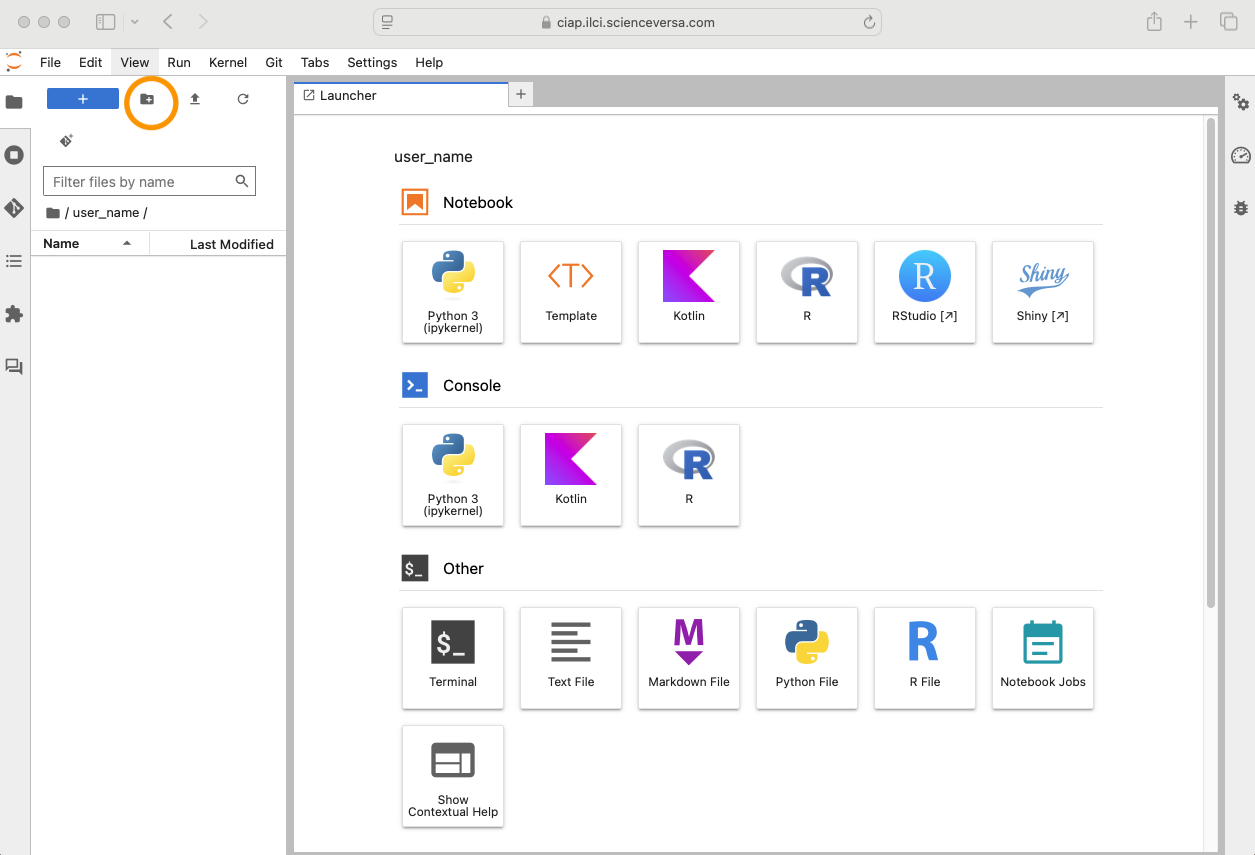 ciap.ilci.scienceversa.com
File Edit View Run Kernel Git Tabs Settings Help
+
Launcher
+
Filter files by name
/ user_name /
Name Last Modified
user_name
Notebook
Python 3
(ipykernel)
<T>
Template
Kotlin
R
R
R
RStudio [↗]
Shiny
Shiny [↗]
>_
Console
Python 3
(ipykernel)
Kotlin
R
R
$_
Other
$_
Terminal
Text File
M
Markdown File
Python File
R
R File
Notebook Jobs
Show
Contextual Help